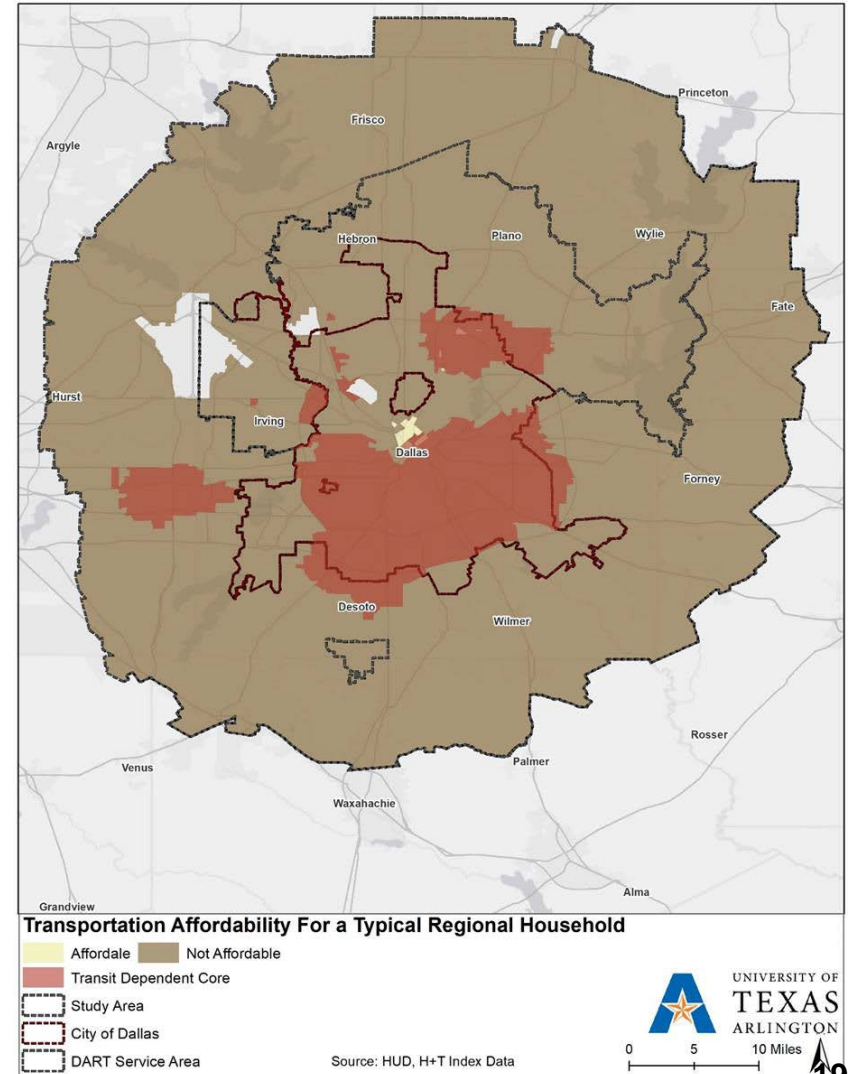 Princeton
Frisco
Argyle
Hebron
Plano
Wylie
Fate
Hurst
Irving
Dallas
Forney
Desoto
Wilmer
Rosser
Venus
Palmer
Waxahachie
Alma
Grandview
Transportation Affordability For a Typical Regional Household
Affordale Not Affordable
Transit Dependent Core
Study Area
City of Dallas
DART Service Area
Source: HUD, H+T Index Data
UNIVERSITY OF
TEXAS
ARLINGTON
0 5 10 Miles
19